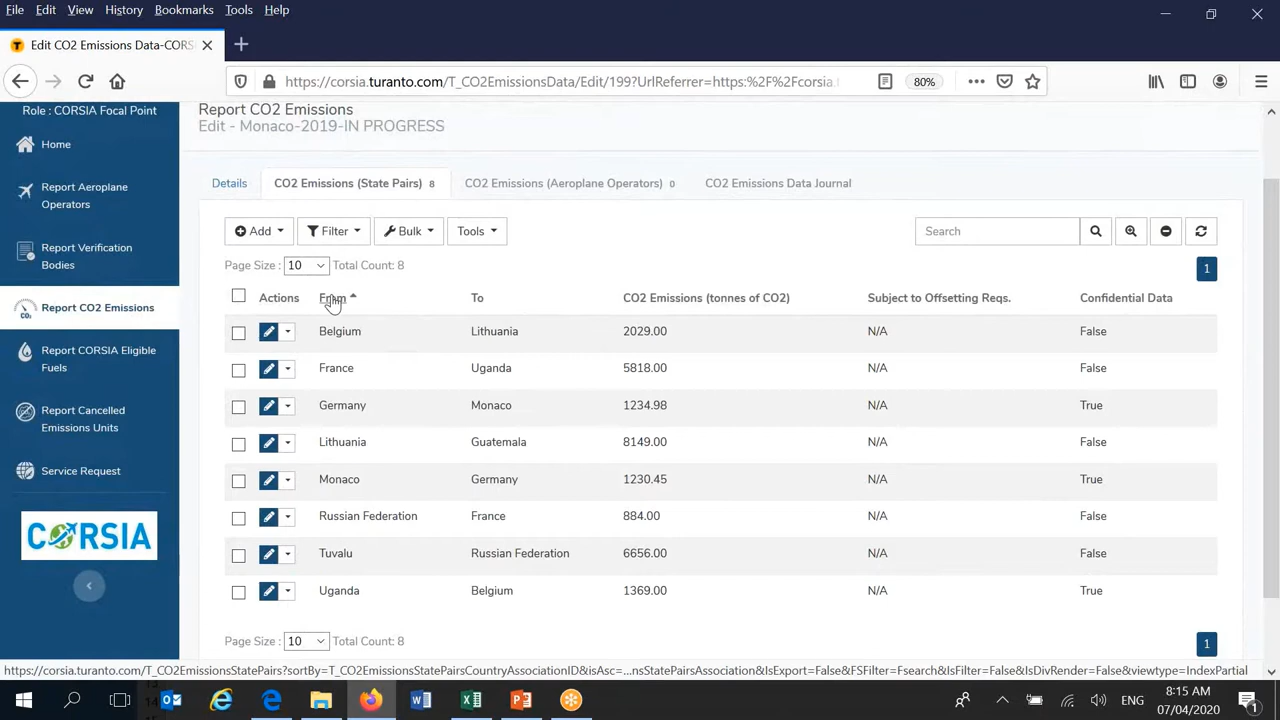 File Edit View History Bookmarks Tools Help
Edit CO2 Emissions Data-CORS
https://corsia.turanto.com/T_CO2EmissionsData/Edit/199?UrlReferrer=https:%2F%2Fcorsia.t
80%
Role : CORSIA Focal Point
Home
Report Aeroplane
Operators
Report Verification
Bodies
CO₂
Report CO2 Emissions
Report CORSIA Eligible
Fuels
Report Cancelled
Emissions Units
Service Request
CORSIA
Report CO2 Emissions
Edit - Monaco-2019-IN PROGRESS
Details CO2 Emissions (State Pairs) 8 CO2 Emissions (Aeroplane Operators) 0 CO2 Emissions Data Journal
Add Filter Bulk Tools Search
Page Size : 10 Total Count: 8 1
Actions From To CO2 Emissions (tonnes of CO2) Subject to Offsetting Reqs. Confidential Data
Belgium Lithuania 2029.00 N/A False
France Uganda 5818.00 N/A False
Germany Monaco 1234.98 N/A True
Lithuania Guatemala 8149.00 N/A False
Monaco Germany 1230.45 N/A True
Russian Federation France 884.00 N/A False
Tuvalu Russian Federation 6656.00 N/A False
Uganda Belgium 1369.00 N/A True
Page Size : 10 Total Count: 8 1
https://corsia.turanto.com/T_CO2EmissionsStatePairs?sortBy=T_CO2EmissionsStatePairsCountryAssociationID&isAsc=...nsStatePairsAssociation&IsExport=False&FSFilter=Fsearch&IsFilter=False&IsDivRender=False&viewtype=IndexPartial
ENG
8:15 AM
07/04/2020
1